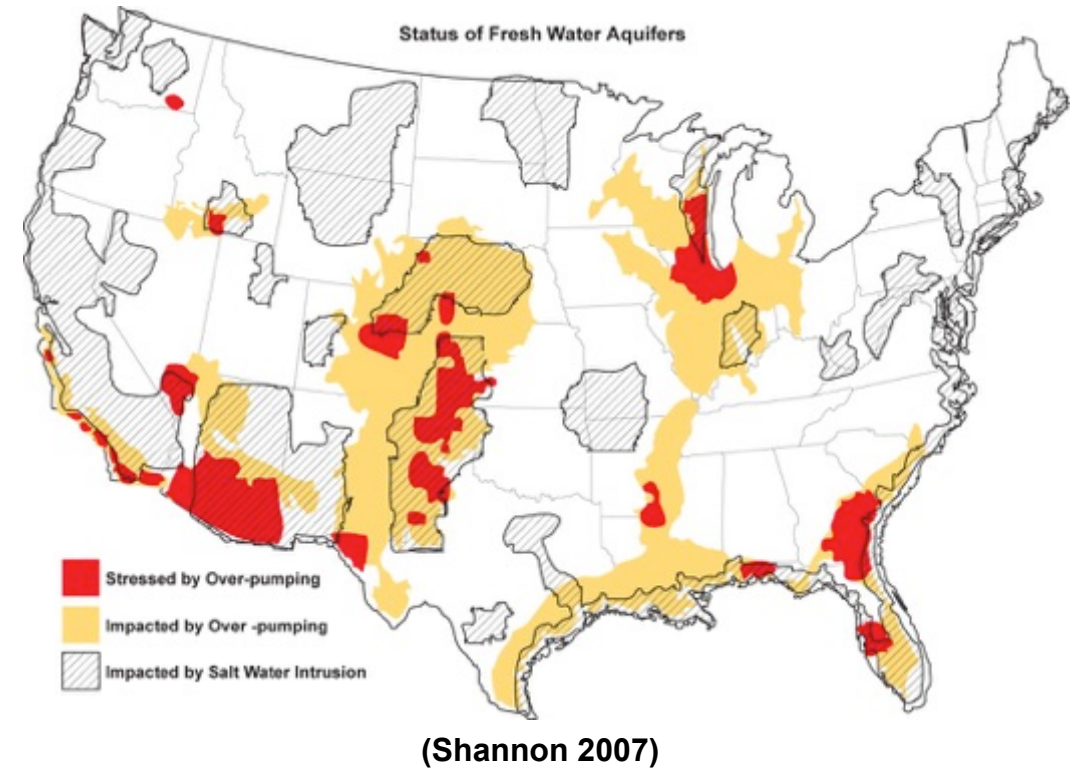 Status of Fresh Water Aquifers
Stressed by Over-pumping
Impacted by Over -pumping
Impacted by Salt Water Intrusion
(Shannon 2007)